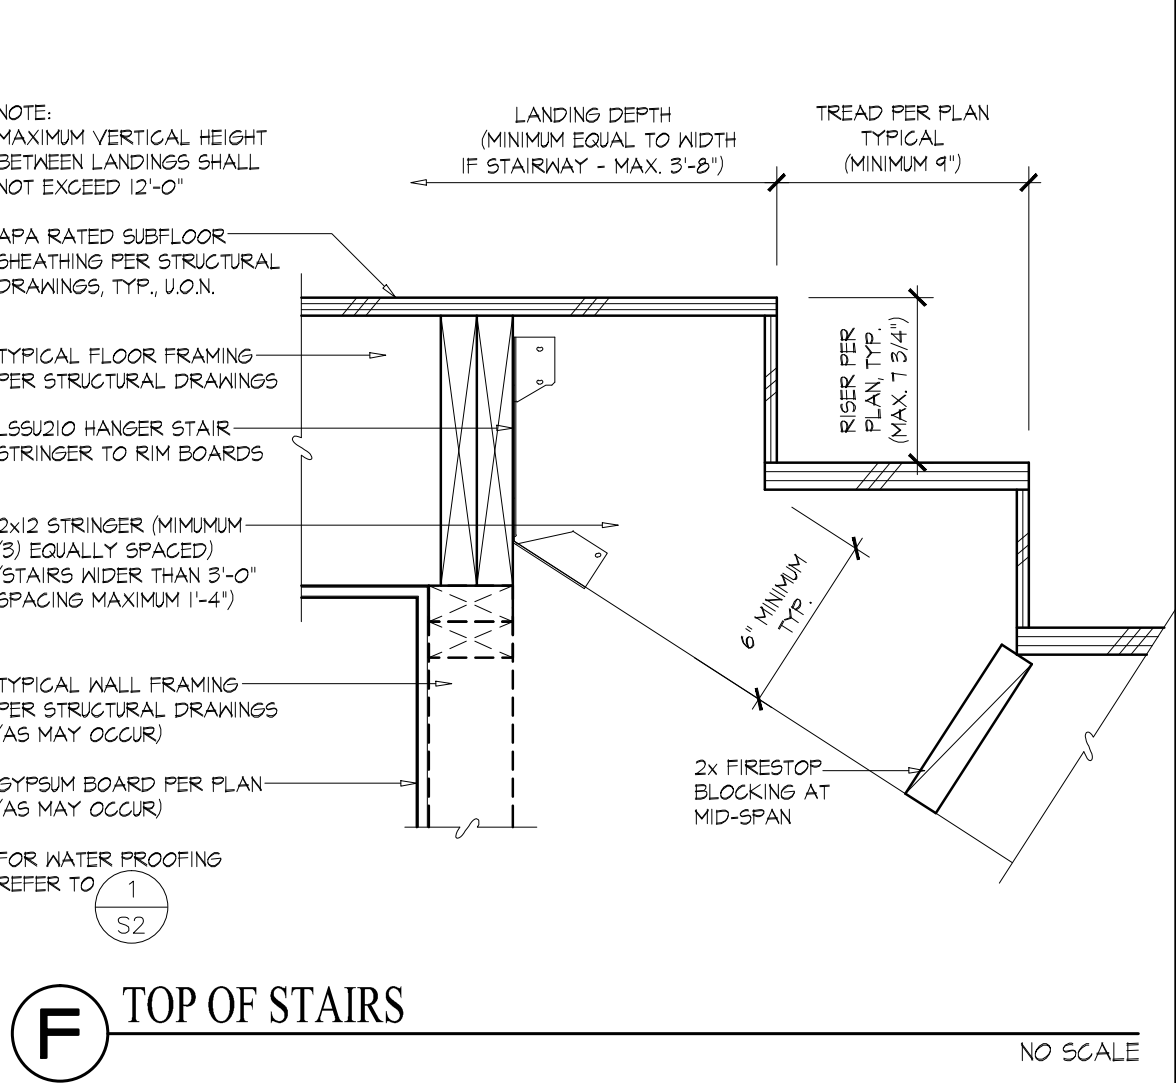 NOTE:
MAXIMUM VERTICAL HEIGHT
BETWEEN LANDINGS SHALL
NOT EXCEED 12'-0"
LANDING DEPTH
(MINIMUM EQUAL TO WIDTH
IF STAIRWAY - MAX. 3'-8")
TREAD PER PLAN
TYPICAL
(MINIMUM 9")
APA RATED SUBFLOOR
SHEATHING PER STRUCTURAL
DRAWINGS, TYP., U.O.N.
TYPICAL FLOOR FRAMING
PER STRUCTURAL DRAWINGS
RISER PER
PLAN, TYP.
(MAX. 7 3/4")
LSSU210 HANGER STAIR
STRINGER TO RIM BOARDS
2x12 STRINGER (MIMUMUM
(3) EQUALLY SPACED)
(STAIRS WIDER THAN 3'-0"
SPACING MAXIMUM 1'-4")
6" MINIMUM
TYP.
TYPICAL WALL FRAMING
PER STRUCTURAL DRAWINGS
(AS MAY OCCUR)
GYPSUM BOARD PER PLAN
(AS MAY OCCUR)
2x FIRESTOP
BLOCKING AT
MID-SPAN
FOR WATER PROOFING
REFER TO
1
S2
F
TOP OF STAIRS
NO SCALE